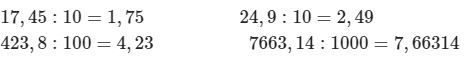 17,45 : 10 = 1,75 24,9 : 10 = 2,49
423,8 : 100 = 4,23 7663,14 : 1000 = 7,66314